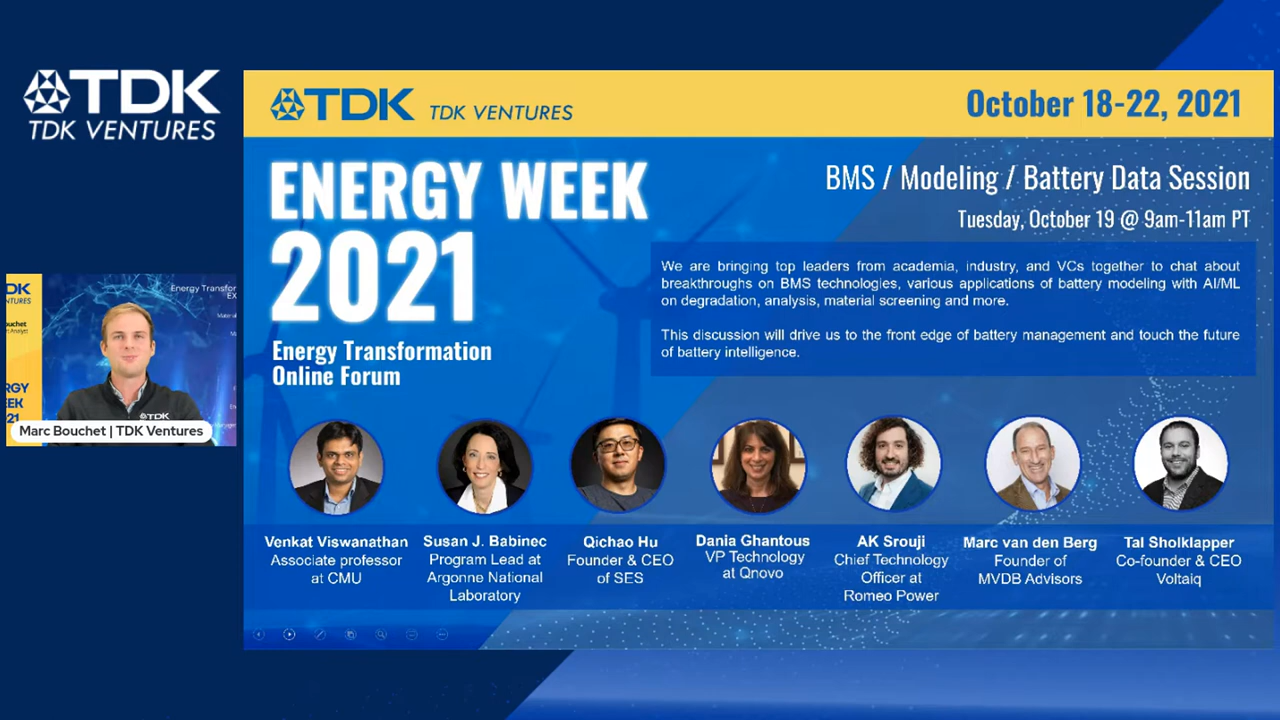 TDK
TDK VENTURES
TDK TDK VENTURES
October 18-22, 2021
ENERGY WEEK
2021
Energy Transformation
Online Forum
BMS / Modeling / Battery Data Session
Tuesday, October 19 @ 9am-11am PT
We are bringing top leaders from academia, industry, and VCs together to chat about
breakthroughs on BMS technologies, various applications of battery modeling with AI/ML
on degradation, analysis, material screening and more.
This discussion will drive us to the front edge of battery management and touch the future
of battery intelligence.
Energy Transfor
TDK
Marc Bouchet | TDK Ventures
Venkat Viswanathan
Associate professor
at CMU
Susan J. Babinec
Program Lead at
Argonne National
Laboratory
Qichao Hu
Founder & CEO
of SES
Dania Ghantous
VP Technology
at Qnovo
AK Srouji
Chief Technology
Officer at
Romeo Power
Marc van den Berg
Founder of
MVDB Advisors
Tal Sholklapper
Co-founder & CEO
Voltaiq